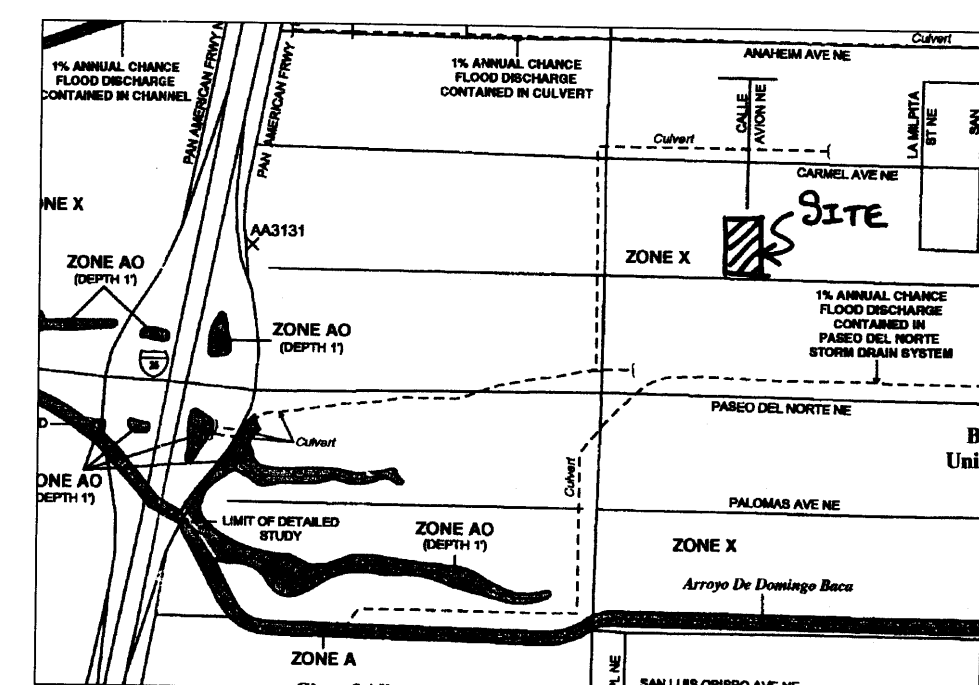 Culvert
ANAHEIM AVE NE
1% ANNUAL CHANCE
FLOOD DISCHARGE
CONTAINED IN CHANNEL
PAN AMERICAN FRWY N
PAN AMERICAN FRWY
1% ANNUAL CHANCE
FLOOD DISCHARGE
CONTAINED IN CULVERT
CALLE
AVION NE
LA MILPITA
ST NE
SAN
Culvert
CARMEL AVE NE
ONE X
AA3131
SITE
ZONE X
ZONE AO
(DEPTH 1')
1% ANNUAL CHANCE
FLOOD DISCHARGE
CONTAINED IN
PASEO DEL NORTE
STORM DRAIN SYSTEM
ZONE AO
(DEPTH 1')
25
PASEO DEL NORTE NE
D
Culvert
B
Uni
ONE AO
DEPTH 1')
Culvert
PALOMAS AVE NE
LIMIT OF DETAILED
STUDY
ZONE AO
(DEPTH 1')
ZONE X
Arroyo De Domingo Baca
ZONE A
PL NE
SAN LUIS OBISPO AVE NE